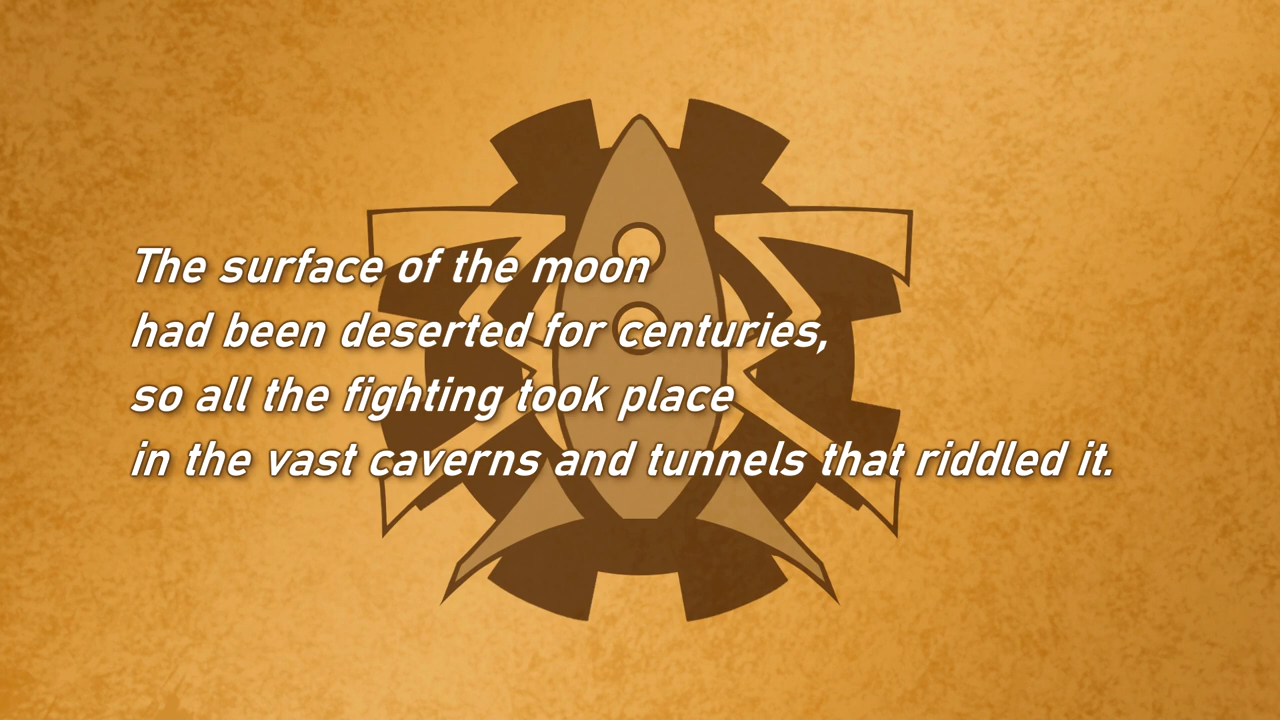 The surface of the moon
had been deserted for centuries,
so all the fighting took place
in the vast caverns and tunnels that riddled it.